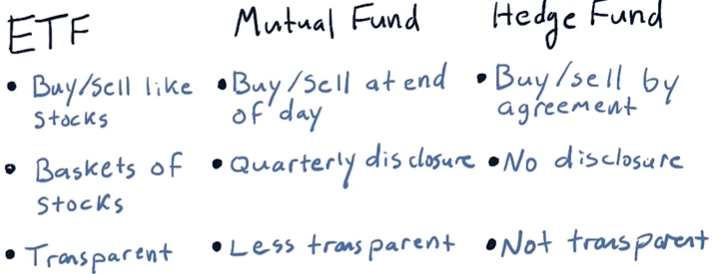 ETF
• Buy/Sell like
stocks
• Baskets of
stocks
• Transparent
Mutual Fund
• Buy/Sell at end
of day
• Quarterly disclosure
• Less transparent
Hedge Fund
• Buy/sell by
agreement
• No disclosure
• Not transparent